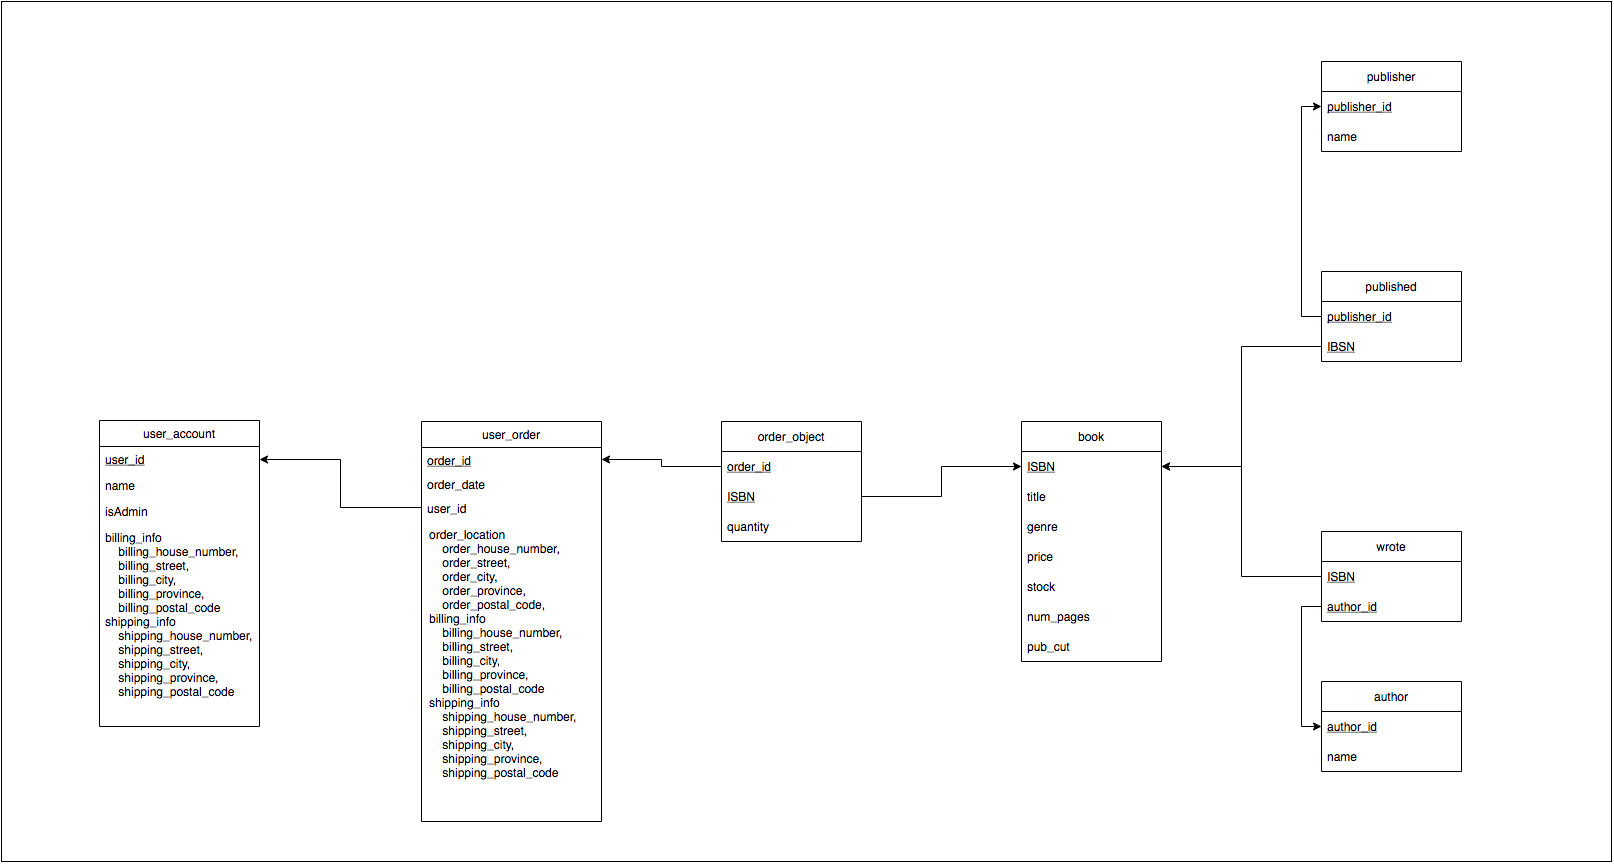 publisher
publisher_id
name
published
publisher_id
IBSN
user_account
user_id
name
isAdmin
billing_info
billing_house_number,
billing_street,
billing_city,
billing_province,
billing_postal_code
shipping_info
shipping_house_number,
shipping_street,
shipping_city,
shipping_province,
shipping_postal_code
user_order
order_id
order_date
user_id
order_location
order_house_number,
order_street,
order_city,
order_province,
order_postal_code,
billing_info
billing_house_number,
billing_street,
billing_city,
billing_province,
billing_postal_code
shipping_info
shipping_house_number,
shipping_street,
shipping_city,
shipping_province,
shipping_postal_code
order_object
order_id
ISBN
quantity
book
ISBN
title
genre
price
stock
num_pages
pub_cut
wrote
ISBN
author_id
author
author_id
name